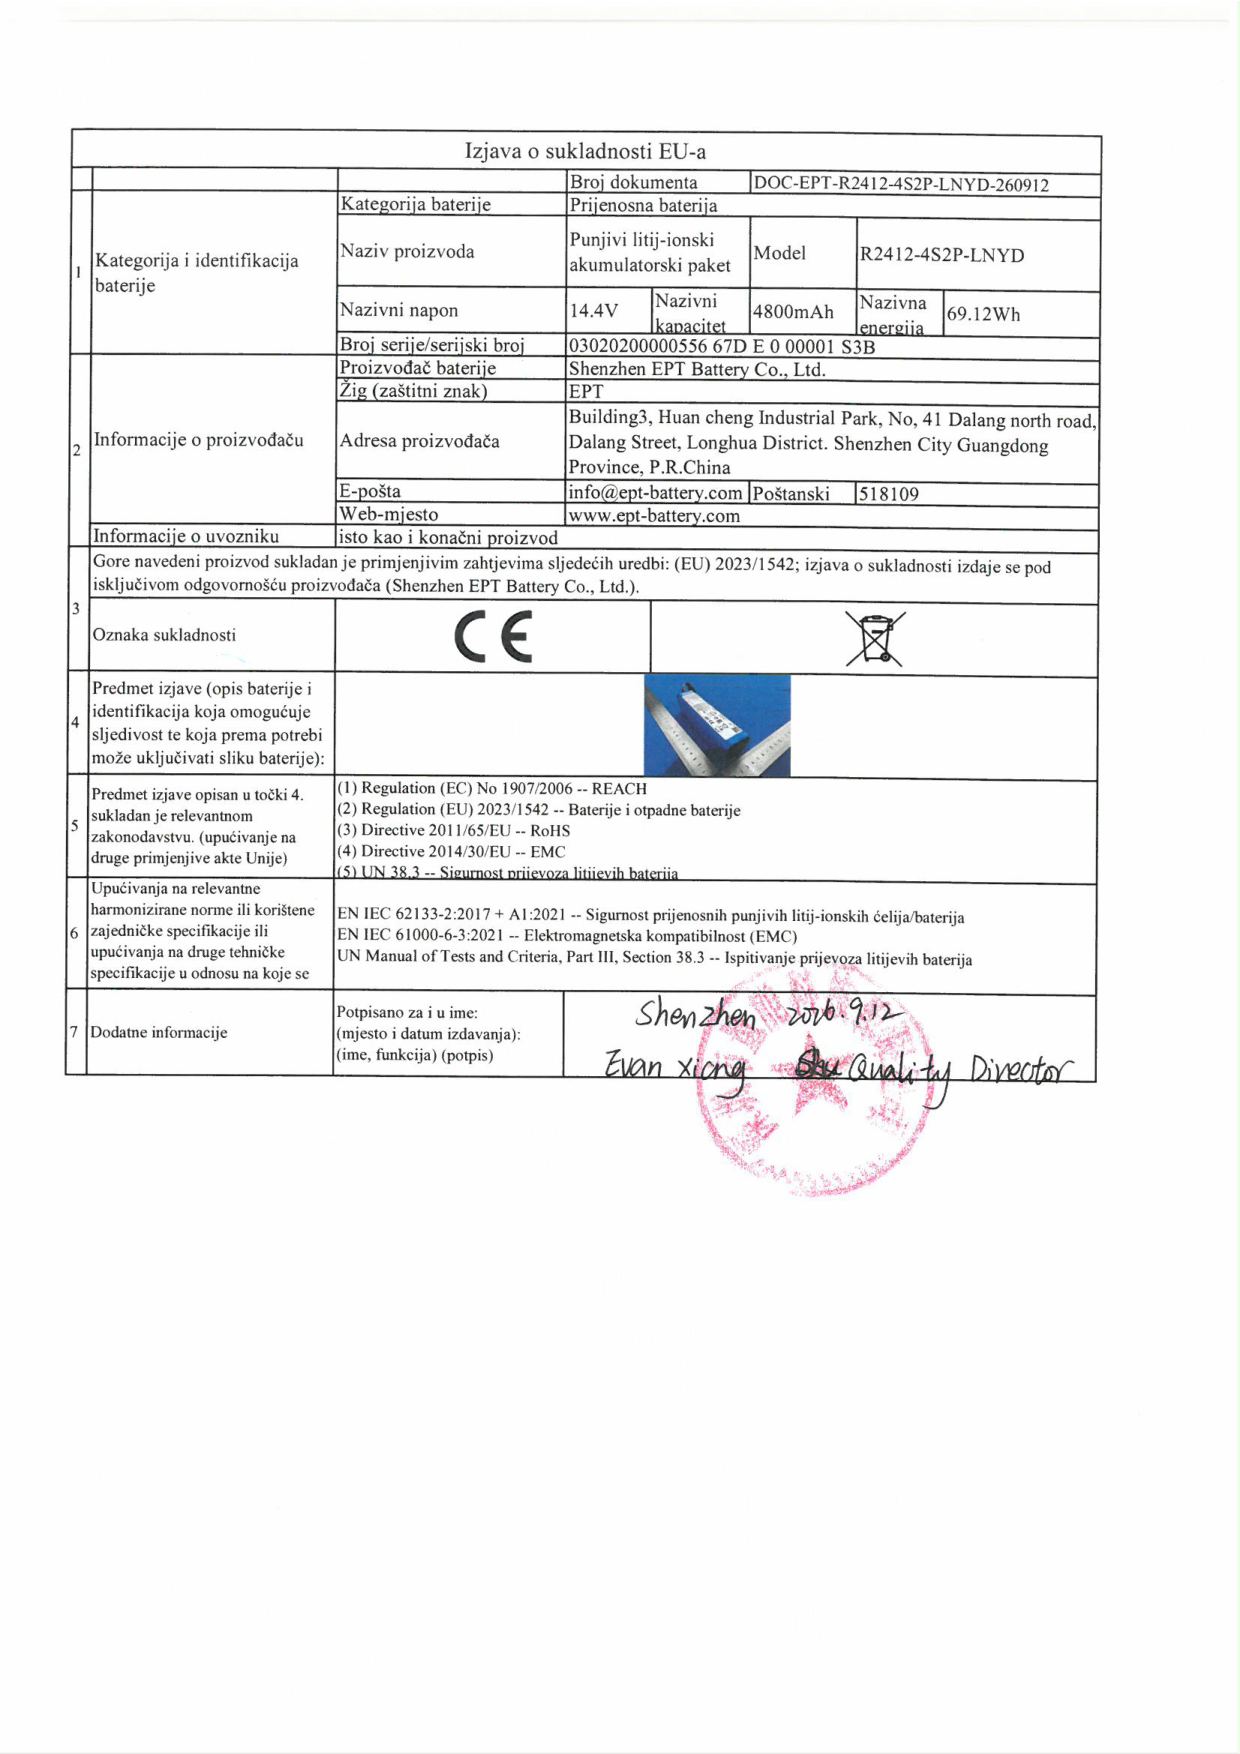 Izjava o sukladnosti EU-a
Broj dokumenta DOC-EPT-R2412-4S2P-LNYD-260912
1 Kategorija i identifikacija baterije
Kategorija baterije Prijenosna baterija
Naziv proizvoda Punjivi litij-ionski akumulatorski paket Model R2412-4S2P-LNYD
Nazivni napon 14.4V Nazivni kapacitet 4800mAh Nazivna energija 69.12Wh
Broj serije/serijski broj 03020200000556 67D E 0 00001 S3B
2 Informacije o proizvođaču
Proizvođač baterije Shenzhen EPT Battery Co., Ltd.
Žig (zaštitni znak) EPT
Adresa proizvođača
Building3, Huan cheng Industrial Park, No, 41 Dalang north road,
Dalang Street, Longhua District. Shenzhen City Guangdong
Province, P.R.China
E-pošta info@ept-battery.com Poštanski 518109
Web-mjesto www.ept-battery.com
Informacije o uvozniku isto kao i konačni proizvod
3
Gore navedeni proizvod sukladan je primjenjivim zahtjevima sljedećih uredbi: (EU) 2023/1542; izjava o sukladnosti izdaje se pod
isključivom odgovornošću proizvođača (Shenzhen EPT Battery Co., Ltd.).
Oznaka sukladnosti CE
4
Predmet izjave (opis baterije i
identifikacija koja omogućuje
sljedivost te koja prema potrebi
može uključivati sliku baterije):
5
Predmet izjave opisan u točki 4.
sukladan je relevantnom
zakonodavstvu. (upućivanje na
druge primjenjive akte Unije)
(1) Regulation (EC) No 1907/2006 -- REACH
(2) Regulation (EU) 2023/1542 -- Baterije i otpadne baterije
(3) Directive 2011/65/EU -- RoHS
(4) Directive 2014/30/EU -- EMC
(5) UN 38.3 -- Sigurnost prijevoza litijevih baterija
6
Upućivanja na relevantne
harmonizirane norme ili korištene
zajedničke specifikacije ili
upućivanja na druge tehničke
specifikacije u odnosu na koje se
EN IEC 62133-2:2017 + A1:2021 -- Sigurnost prijenosnih punjivih litij-ionskih ćelija/baterija
EN IEC 61000-6-3:2021 -- Elektromagnetska kompatibilnost (EMC)
UN Manual of Tests and Criteria, Part III, Section 38.3 -- Ispitivanje prijevoza litijevih baterija
7 Dodatne informacije
Potpisano za i u ime:
(mjesto i datum izdavanja):
(ime, funkcija) (potpis)
Shenzhen 2026.9.12
Evan Xiong Quality Director